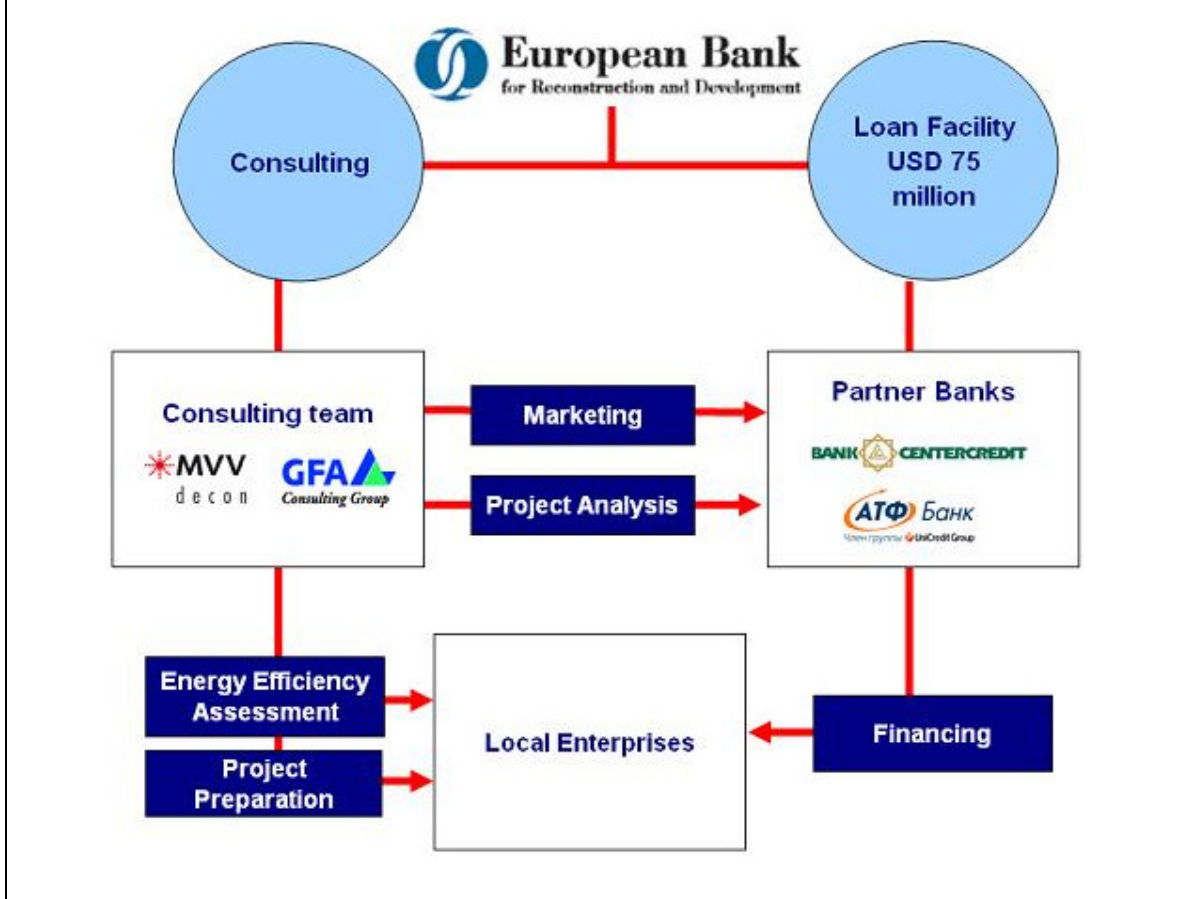 European Bank
for Reconstruction and Development
Consulting
Loan Facility
USD 75
million
Consulting team
MVV
decon
GFA
Consulting Group
Marketing
Project Analysis
Partner Banks
BANK CENTERCREDIT
АТФ Банк
Член группы UniCredit Group
Energy Efficiency
Assessment
Project
Preparation
Local Enterprises
Financing